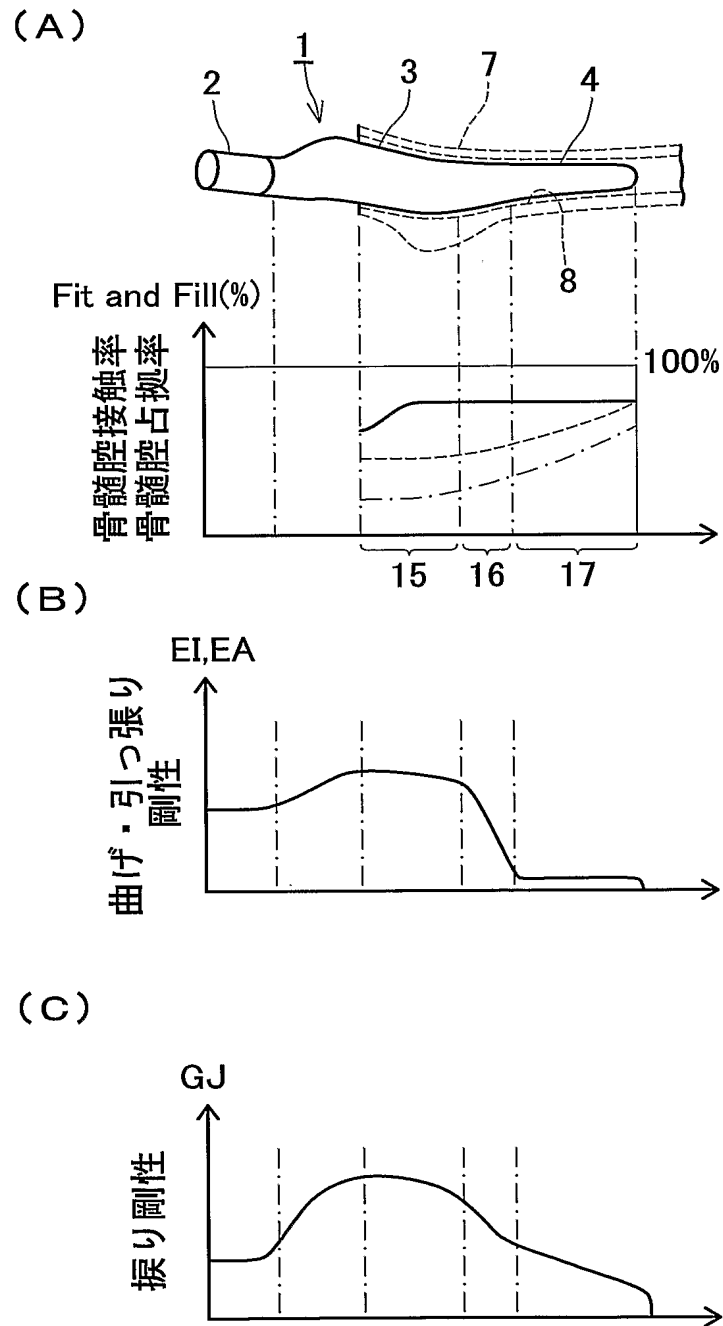 (A)
1
2
3
7
4
8
Fit and Fill(%)
骨髄腔接触率
骨髄腔占拠率
100%
15
16
17
(B)
EI,EA
曲げ・引っ張り
剛性
(C)
GJ
捩り剛性